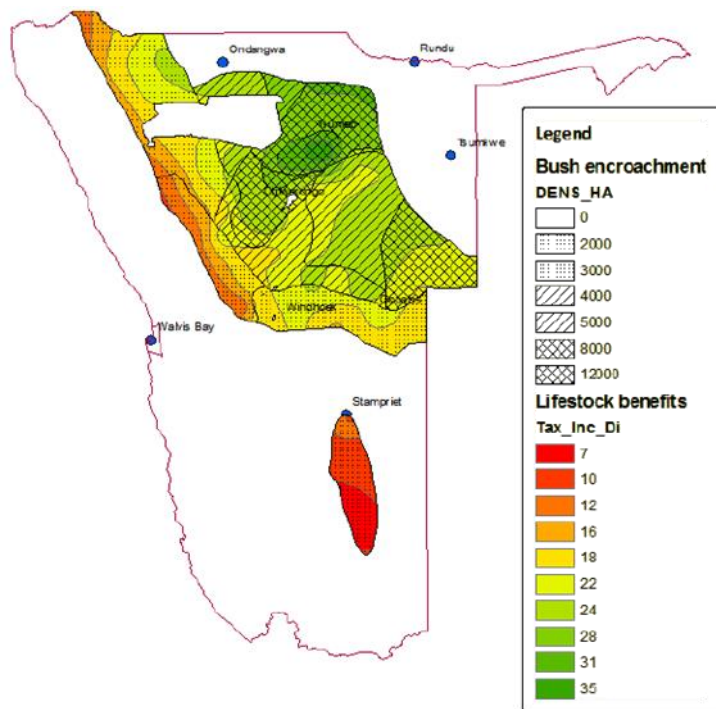 Ondangwa
Rundu
Tsumkwe
Windhoek
Walvis Bay
Stampriet
Legend
Bush encroachment
DENS_HA
0
2000
3000
4000
5000
8000
12000
Lifestock benefits
Tax_Inc_Di
7
10
12
16
18
22
24
28
31
35